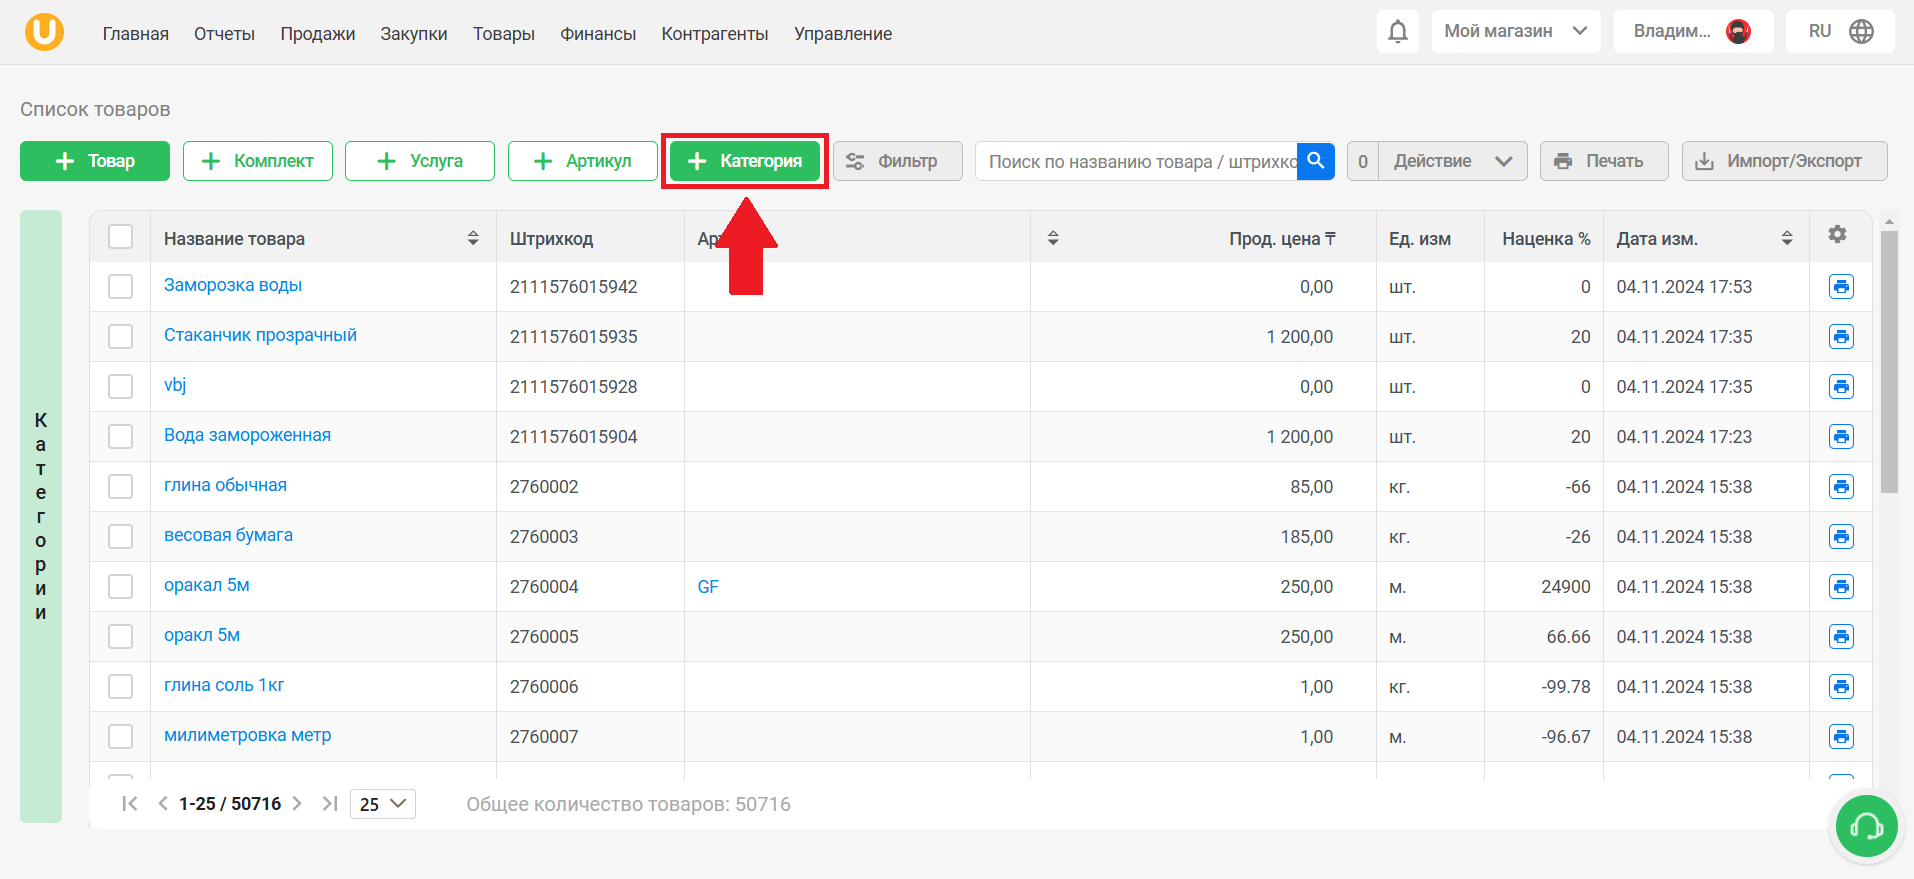 Главная Отчеты Продажи Закупки Товары Финансы Контрагенты Управление Мой магазин Владим... RU
Список товаров
Товар Комплект Услуга Артикул Категория Фильтр Поиск по названию товара / штрихко 0 Действие Печать Импорт/Экспорт
Название товара Штрихкод Прод. цена ₸ Ед. изм Наценка % Дата изм.
Заморозка воды 2111576015942 0,00 шт. 0 04.11.2024 17:53
Стаканчик прозрачный 2111576015935 1 200,00 шт. 20 04.11.2024 17:35
vbj 2111576015928 0,00 шт. 0 04.11.2024 17:35
Вода замороженная 2111576015904 1 200,00 шт. 20 04.11.2024 17:23
глина обычная 2760002 85,00 кг. -66 04.11.2024 15:38
весовая бумага 2760003 185,00 кг. -26 04.11.2024 15:38
оракал 5м 2760004 GF 250,00 м. 24900 04.11.2024 15:38
оракл 5м 2760005 250,00 м. 66.66 04.11.2024 15:38
глина соль 1кг 2760006 1,00 кг. -99.78 04.11.2024 15:38
милиметровка метр 2760007 1,00 м. -96.67 04.11.2024 15:38
Категории
1-25 / 50716 25 Общее количество товаров: 50716